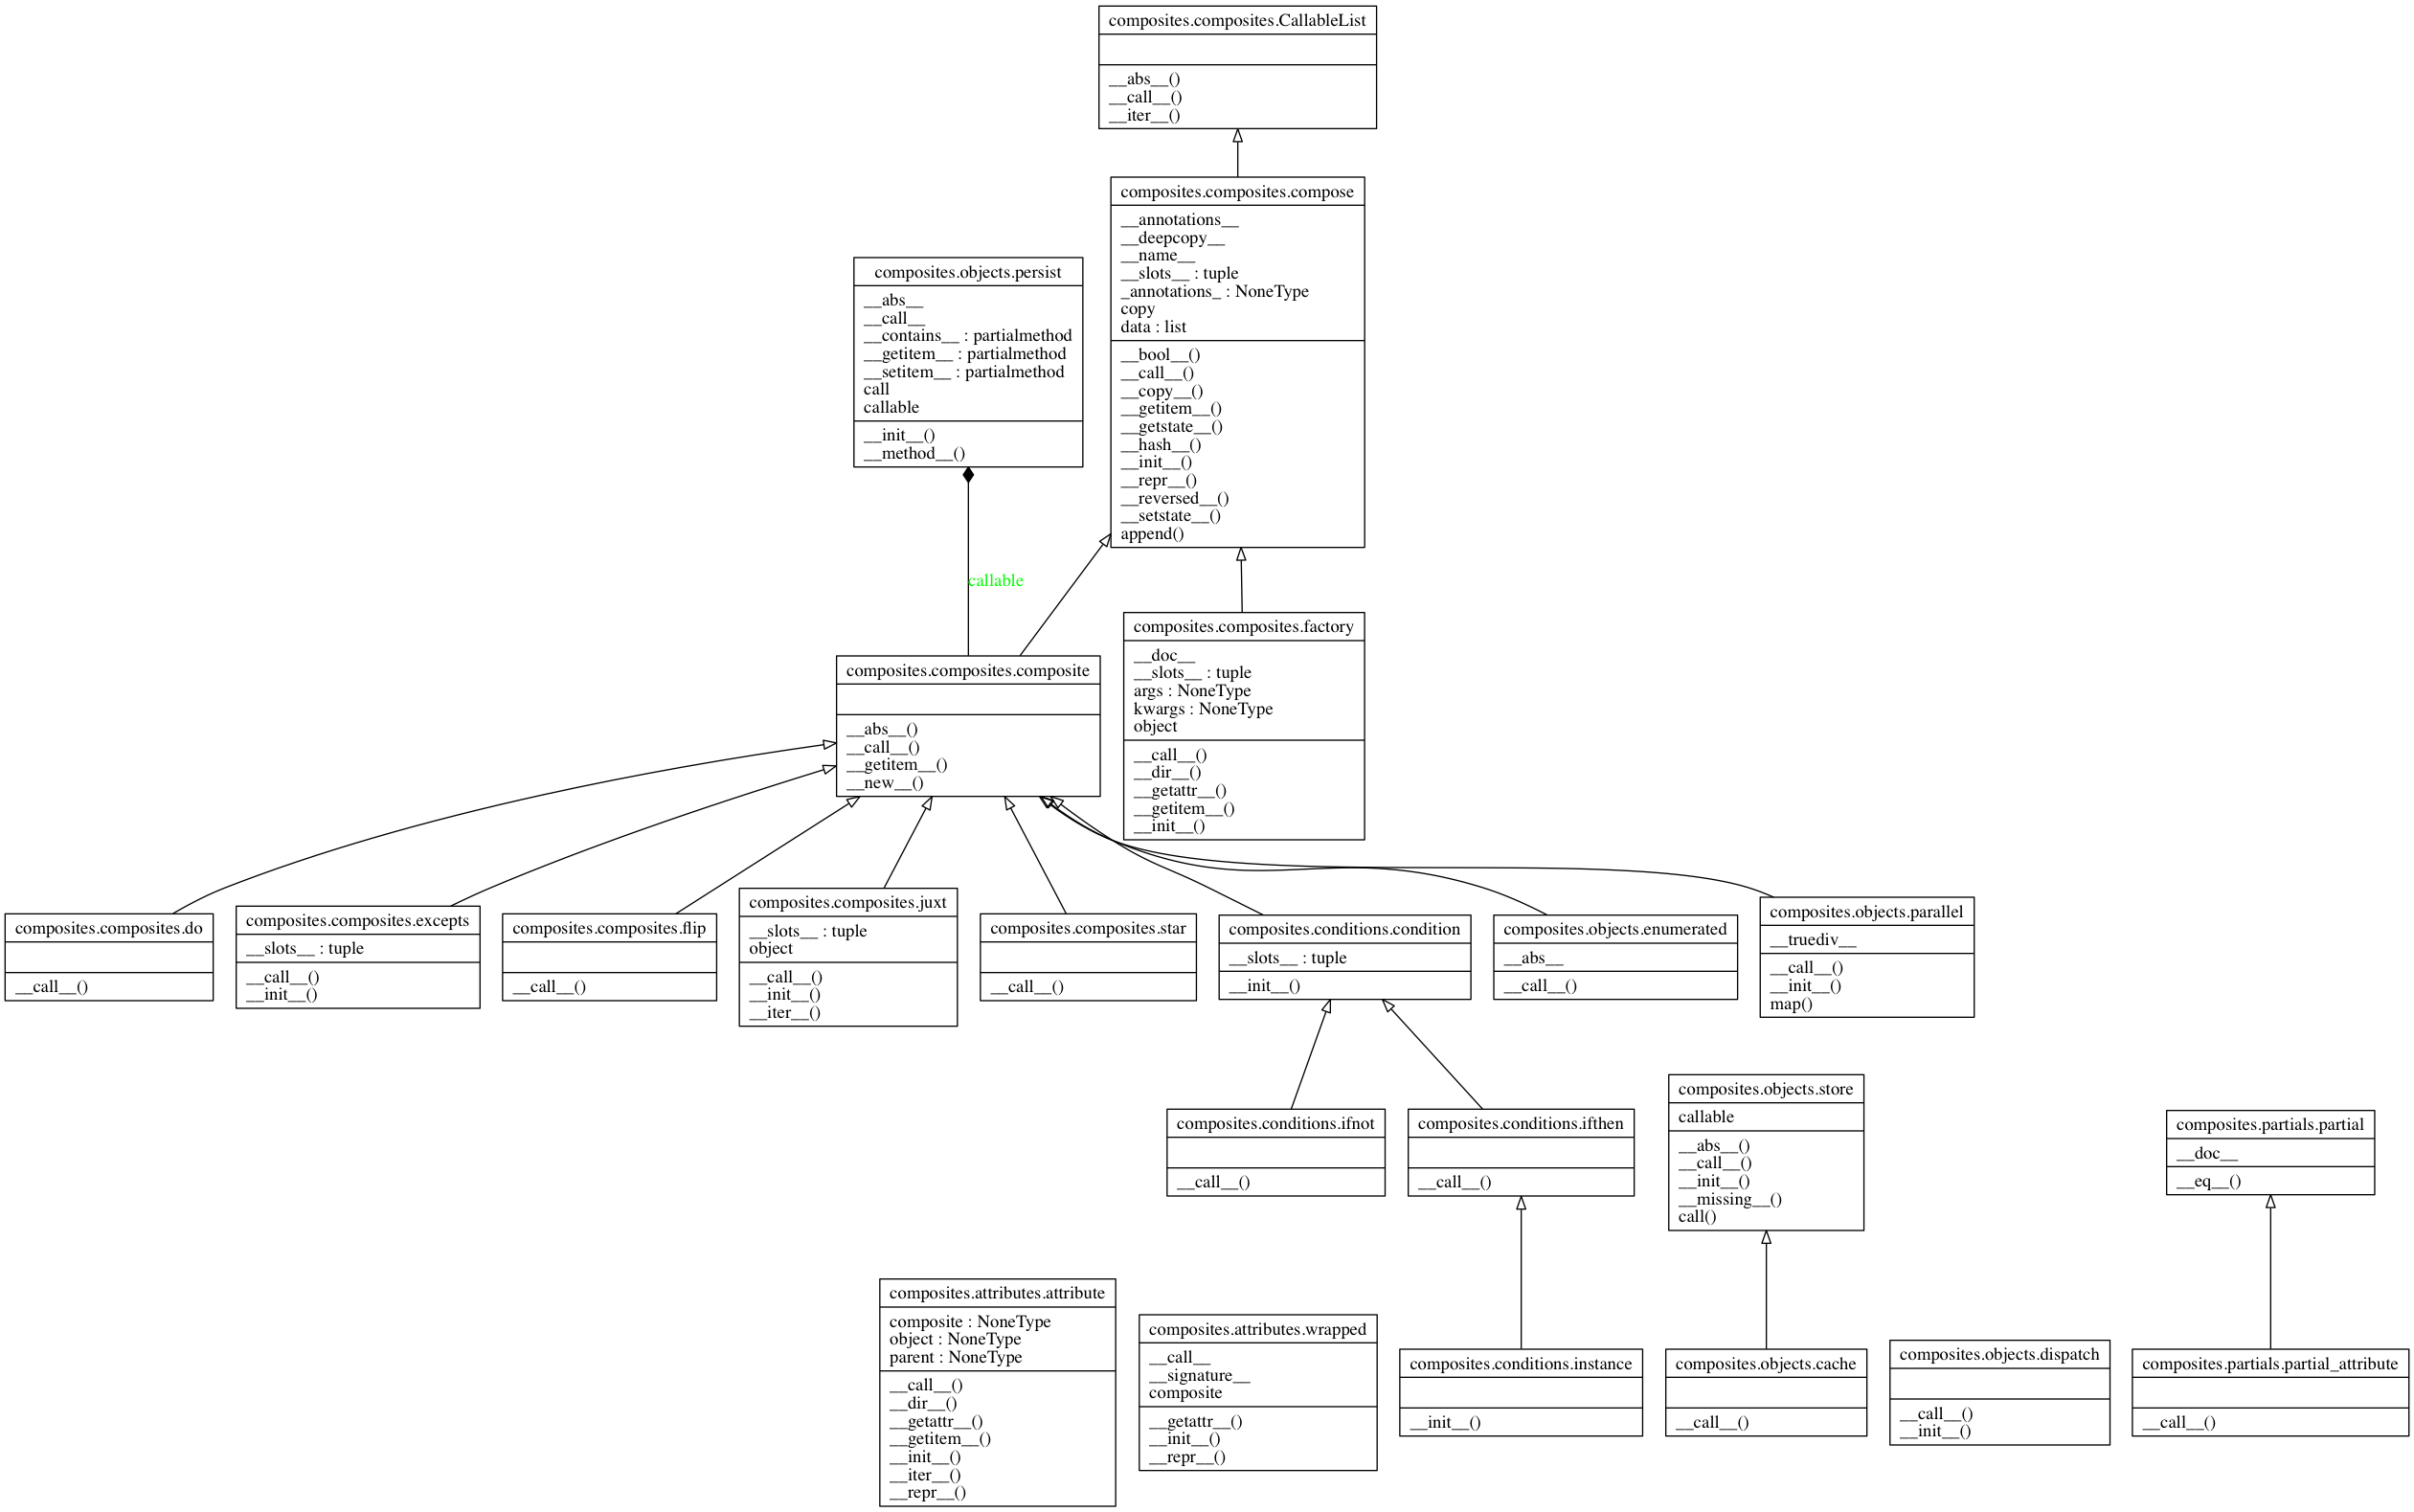 composites.composites.CallableList
__abs__()
__call__()
__iter__()
composites.composites.compose
__annotations__
__deepcopy__
__name__
__slots__ : tuple
_annotations_ : NoneType
copy
data : list
__bool__()
__call__()
__copy__()
__getitem__()
__getstate__()
__hash__()
__init__()
__repr__()
__reversed__()
__setstate__()
append()
composites.objects.persist
__abs__
__call__
__contains__ : partialmethod
__getitem__ : partialmethod
__setitem__ : partialmethod
call
callable
__init__()
__method__()
callable
composites.composites.composite
__abs__()
__call__()
__getitem__()
__new__()
composites.composites.factory
__doc__
__slots__ : tuple
args : NoneType
kwargs : NoneType
object
__call__()
__dir__()
__getattr__()
__getitem__()
__init__()
composites.composites.do
__call__()
composites.composites.excepts
__slots__ : tuple
__call__()
__init__()
composites.composites.flip
__call__()
composites.composites.juxt
__slots__ : tuple
object
__call__()
__init__()
__iter__()
composites.composites.star
__call__()
composites.conditions.condition
__slots__ : tuple
__init__()
composites.objects.enumerated
__abs__
__call__()
composites.objects.parallel
__truediv__
__call__()
__init__()
map()
composites.conditions.ifnot
__call__()
composites.conditions.ifthen
__call__()
composites.objects.store
callable
__abs__()
__call__()
__init__()
__missing__()
call()
composites.partials.partial
__doc__
__eq__()
composites.attributes.attribute
composite : NoneType
object : NoneType
parent : NoneType
__call__()
__dir__()
__getattr__()
__getitem__()
__init__()
__iter__()
__repr__()
composites.attributes.wrapped
__call__
__signature__
composite
__getattr__()
__init__()
__repr__()
composites.conditions.instance
__init__()
composites.objects.cache
__call__()
composites.objects.dispatch
__call__()
__init__()
composites.partials.partial_attribute
__call__()